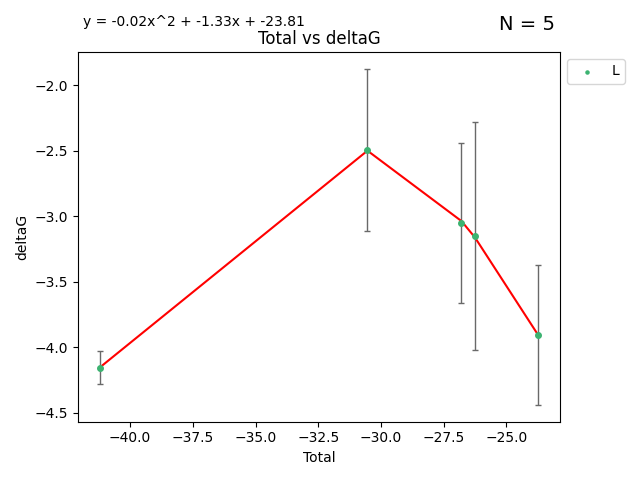 y = -0.02x^2 + -1.33x + -23.81
N = 5
Total vs deltaG
L
deltaG
−2.0
−2.5
−3.0
−3.5
−4.0
−4.5
−40.0 −37.5 −35.0 −32.5 −30.0 −27.5 −25.0
Total